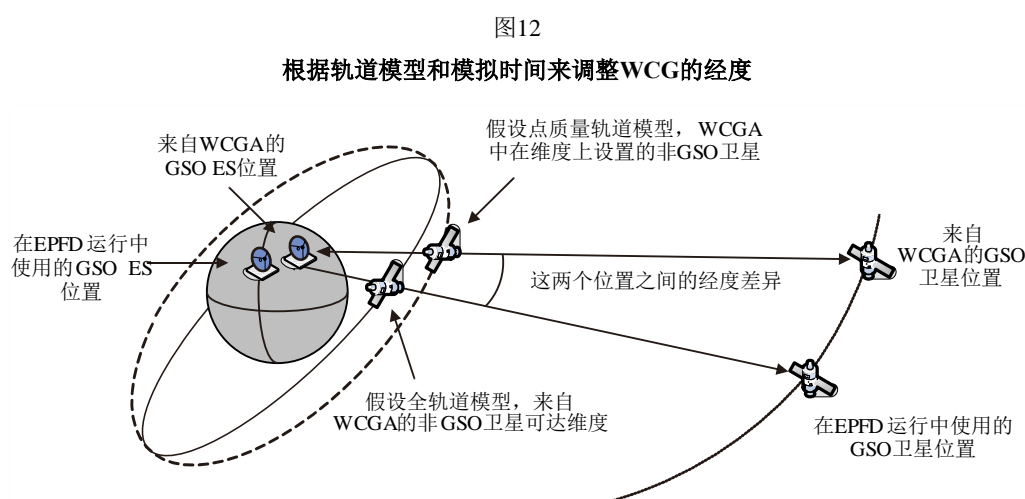 图12
根据轨道模型和模拟时间来调整WCG的经度
来自WCGA的
GSO ES位置
假设点质量轨道模型，WCGA
中在维度上设置的非GSO卫星
在EPFD 运行中
使用的GSO ES
位置
来自
WCGA的GSO
卫星位置
这两个位置之间的经度差异
假设全轨道模型，来自
WCGA的非GSO卫星可达维度
在EPFD 运行中使用的
GSO卫星位置